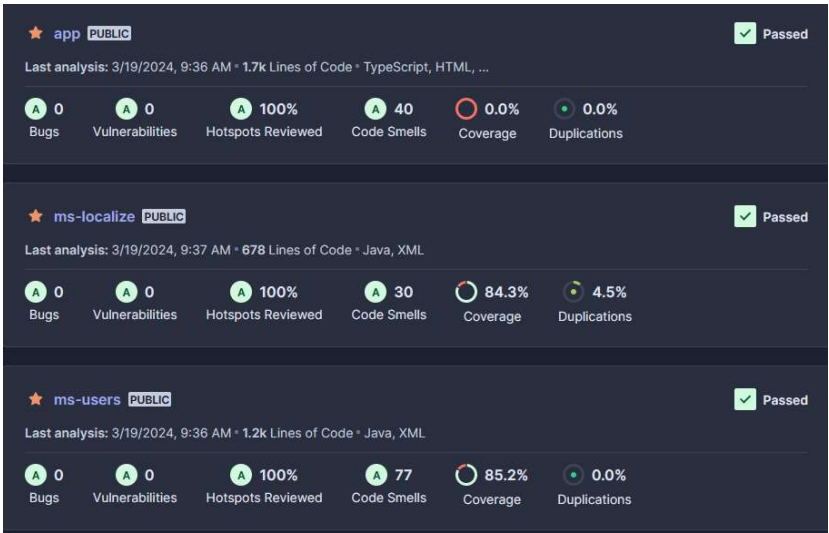 app PUBLIC Passed
Last analysis: 3/19/2024, 9:36 AM • 1.7k Lines of Code • TypeScript, HTML, ...
A 0 A 0 A 100% A 40 0.0% 0.0%
Bugs Vulnerabilities Hotspots Reviewed Code Smells Coverage Duplications
ms-localize PUBLIC Passed
Last analysis: 3/19/2024, 9:37 AM • 678 Lines of Code • Java, XML
A 0 A 0 A 100% A 30 84.3% 4.5%
Bugs Vulnerabilities Hotspots Reviewed Code Smells Coverage Duplications
ms-users PUBLIC Passed
Last analysis: 3/19/2024, 9:36 AM • 1.2k Lines of Code • Java, XML
A 0 A 0 A 100% A 77 85.2% 0.0%
Bugs Vulnerabilities Hotspots Reviewed Code Smells Coverage Duplications